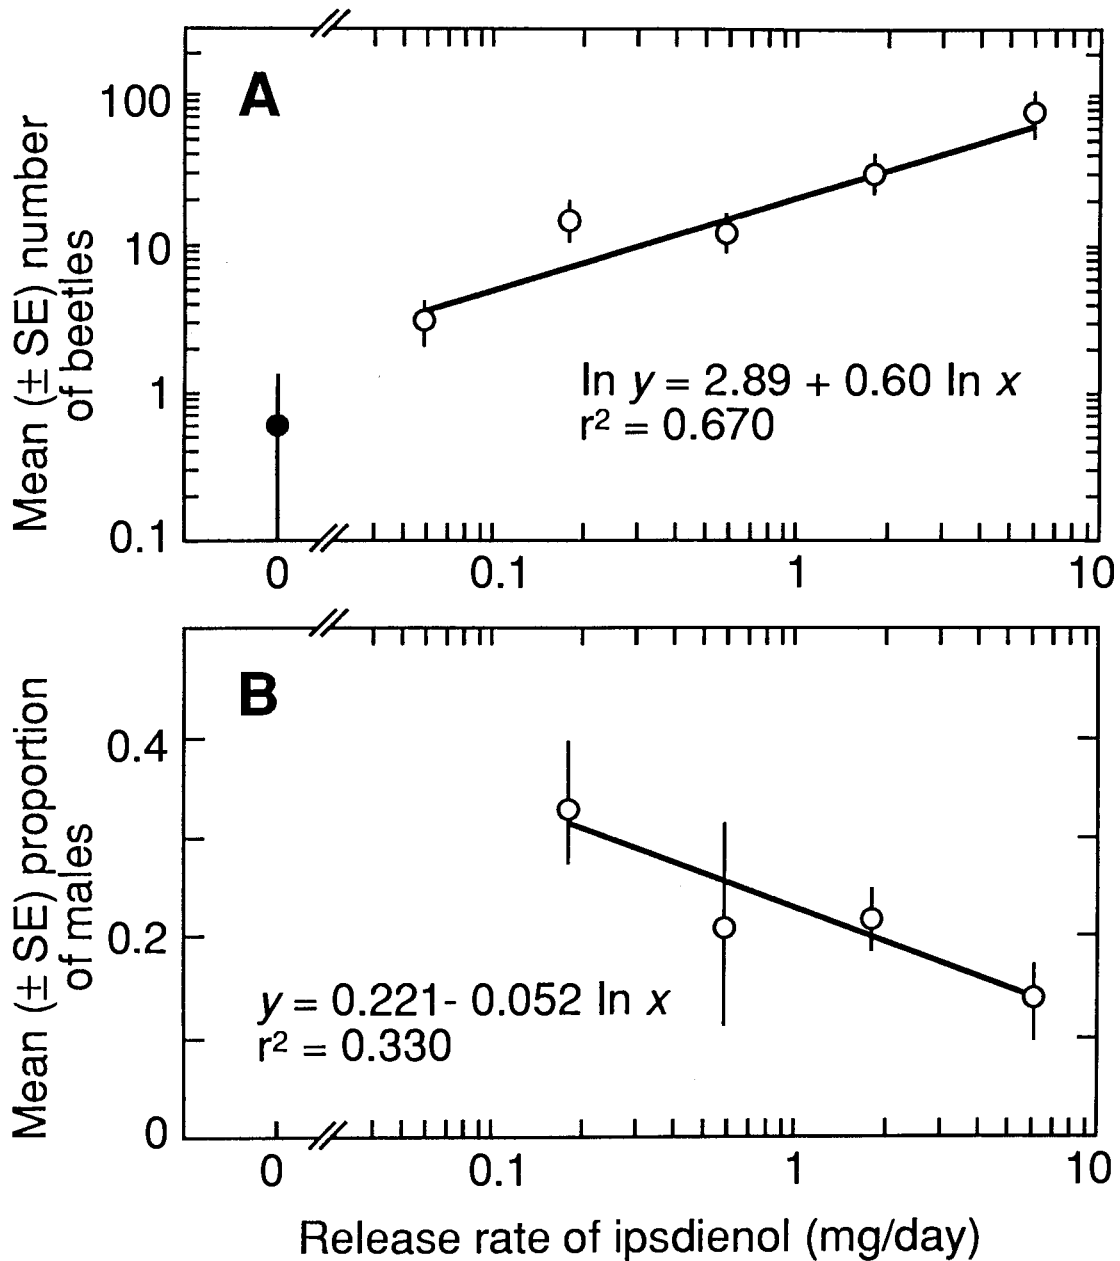 A
Mean (± SE) number
of beetles
100
10
1
0.1
ln y = 2.89 + 0.60 ln x
r² = 0.670
0 0.1 1 10
B
Mean (± SE) proportion
of males
0.4
0.2
0
y = 0.221- 0.052 ln x
r² = 0.330
0 0.1 1 10
Release rate of ipsdienol (mg/day)